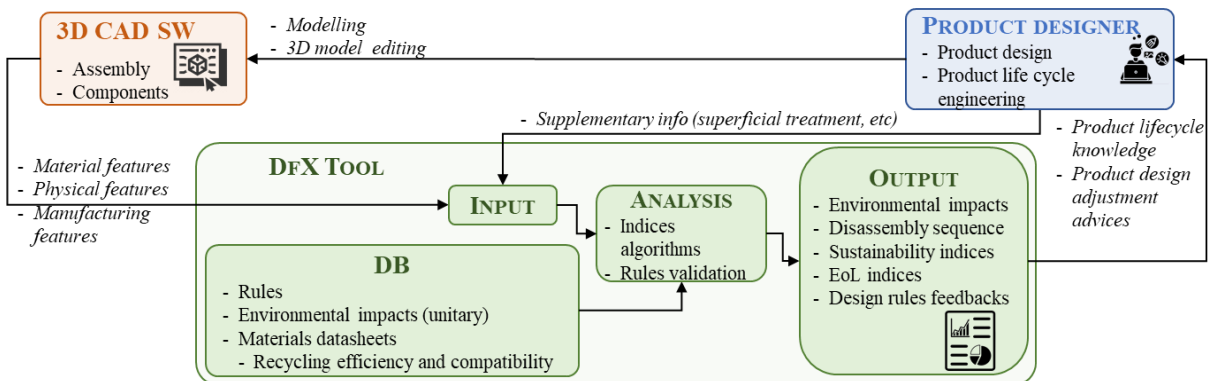 3D CAD SW
- Assembly
- Components
- Modelling
- 3D model editing
PRODUCT DESIGNER
- Product design
- Product life cycle
engineering
- Supplementary info (superficial treatment, etc)
- Product lifecycle
knowledge
- Product design
adjustment
advices
- Material features
- Physical features
- Manufacturing
features
DFX TOOL
INPUT
ANALYSIS
- Indices
algorithms
- Rules validation
OUTPUT
- Environmental impacts
- Disassembly sequence
- Sustainability indices
- EoL indices
- Design rules feedbacks
DB
- Rules
- Environmental impacts (unitary)
- Materials datasheets
- Recycling efficiency and compatibility